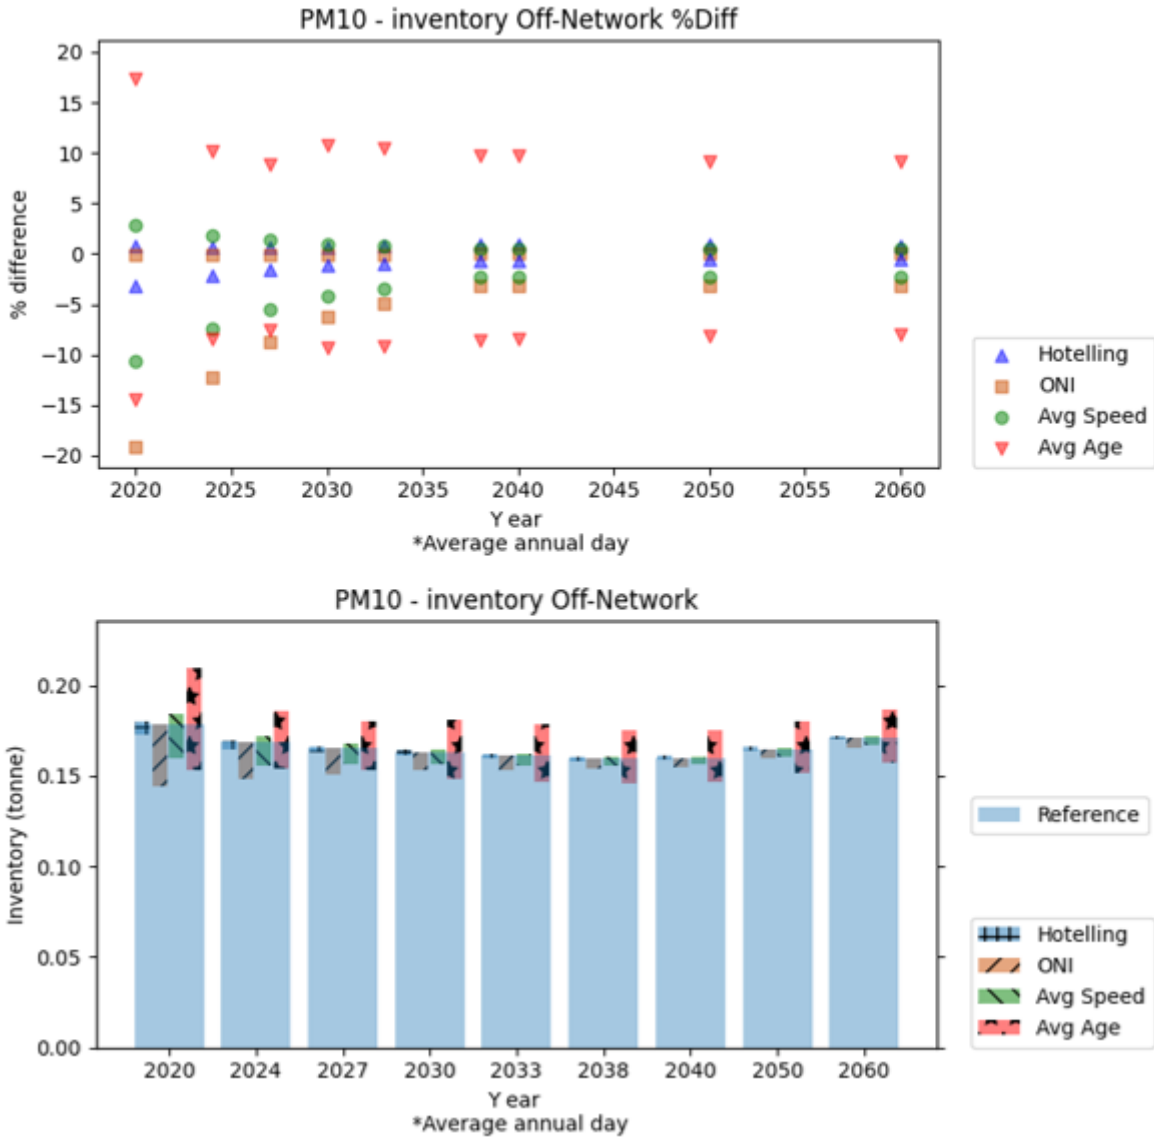 PM10 - inventory Off-Network %Diff
20
15
10
5
0
−5
−10
−15
−20
% difference
2020 2025 2030 2035 2040 2045 2050 2055 2060
Year
*Average annual day
Hotelling
ONI
Avg Speed
Avg Age
PM10 - inventory Off-Network
0.20
0.15
0.10
0.05
0.00
Inventory (tonne)
2020 2024 2027 2030 2033 2038 2040 2050 2060
Year
*Average annual day
Reference
Hotelling
ONI
Avg Speed
Avg Age